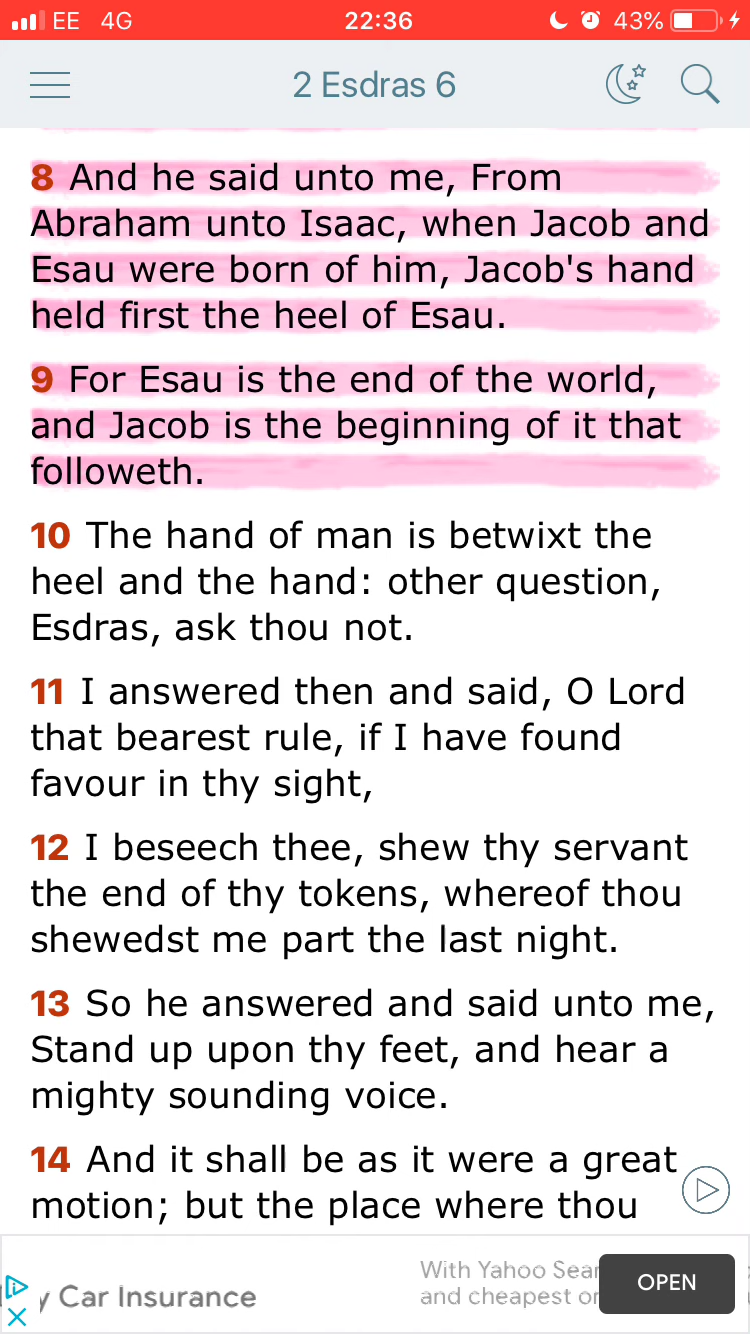 EE 4G 22:36 43%
2 Esdras 6
8 And he said unto me, From
Abraham unto Isaac, when Jacob and
Esau were born of him, Jacob's hand
held first the heel of Esau.
9 For Esau is the end of the world,
and Jacob is the beginning of it that
followeth.
10 The hand of man is betwixt the
heel and the hand: other question,
Esdras, ask thou not.
11 I answered then and said, O Lord
that bearest rule, if I have found
favour in thy sight,
12 I beseech thee, shew thy servant
the end of thy tokens, whereof thou
shewedst me part the last night.
13 So he answered and said unto me,
Stand up upon thy feet, and hear a
mighty sounding voice.
14 And it shall be as it were a great
motion; but the place where thou
y Car Insurance
With Yahoo Sear
and cheapest or
OPEN